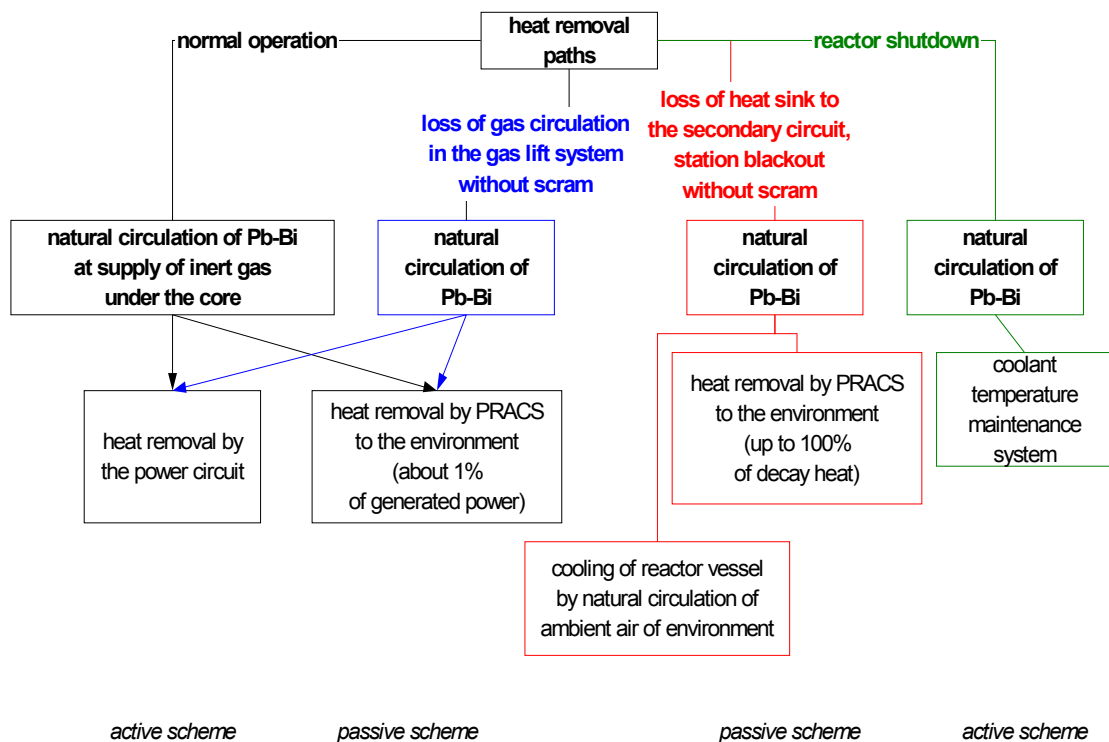 heat removal
paths
normal operation
reactor shutdown
loss of gas circulation
in the gas lift system
without scram
loss of heat sink to
the secondary circuit,
station blackout
without scram
natural circulation of Pb-Bi
at supply of inert gas
under the core
natural
circulation of
Pb-Bi
natural
circulation of
Pb-Bi
natural
circulation of
Pb-Bi
heat removal by
the power circuit
heat removal by PRACS
to the environment
(about 1%
of generated power)
heat removal by PRACS
to the environment
(up to 100%
of decay heat)
coolant
temperature
maintenance
system
cooling of reactor vessel
by natural circulation of
ambient air of environment
active scheme
passive scheme
passive scheme
active scheme